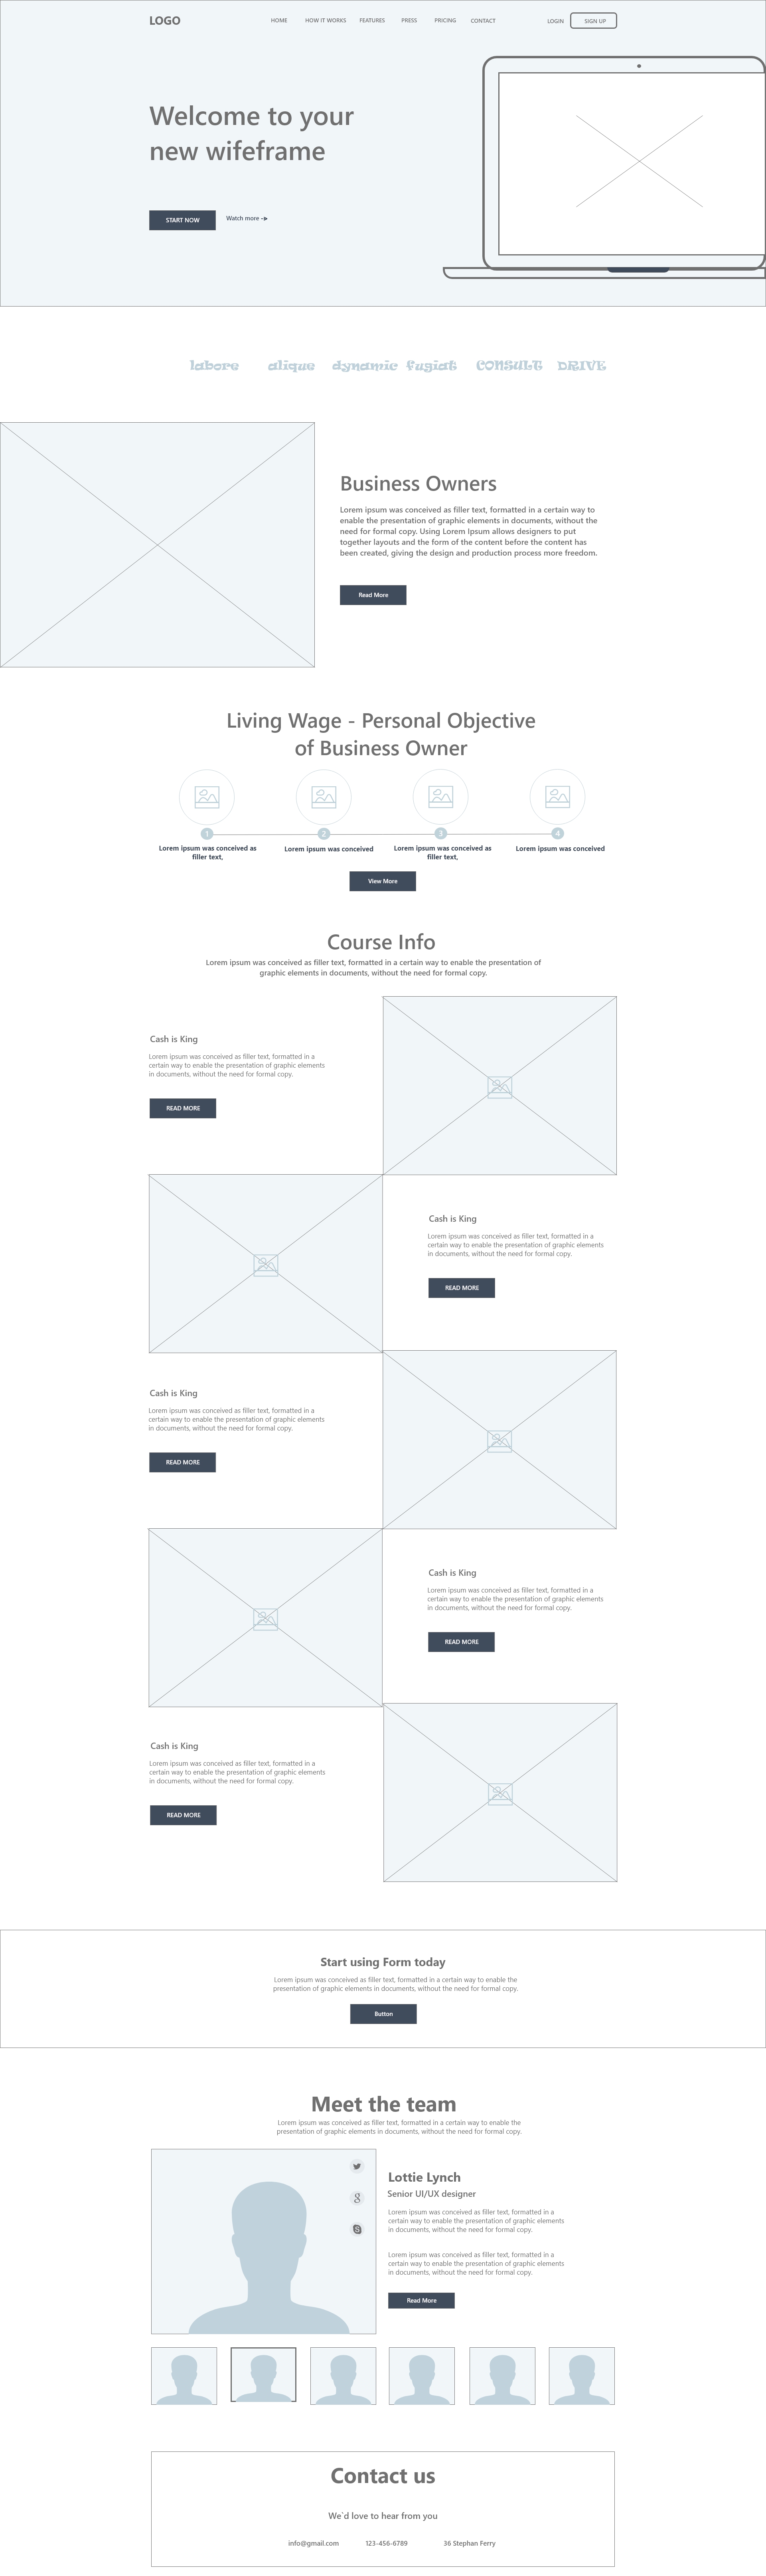 LOGO
HOME HOW IT WORKS FEATURES PRESS PRICING CONTACT
LOGIN SIGN UP
Welcome to your
new wifeframe
START NOW
Watch more
labore alique dynamic fugiat CONSULT DRIVE
Business Owners
Lorem ipsum was conceived as filler text, formatted in a certain way to
enable the presentation of graphic elements in documents, without the
need for formal copy. Using Lorem Ipsum allows designers to put
together layouts and the form of the content before the content has
been created, giving the design and production process more freedom.
Read More
Living Wage - Personal Objective
of Business Owner
1 2 3 4
Lorem ipsum was conceived as
filler text,
Lorem ipsum was conceived
Lorem ipsum was conceived as
filler text,
Lorem ipsum was conceived
View More
Course Info
Lorem ipsum was conceived as filler text, formatted in a certain way to enable the presentation of
graphic elements in documents, without the need for formal copy.
Cash is King
Lorem ipsum was conceived as filler text, formatted in a
certain way to enable the presentation of graphic elements
in documents, without the need for formal copy.
READ MORE
Cash is King
Lorem ipsum was conceived as filler text, formatted in a
certain way to enable the presentation of graphic elements
in documents, without the need for formal copy.
READ MORE
Cash is King
Lorem ipsum was conceived as filler text, formatted in a
certain way to enable the presentation of graphic elements
in documents, without the need for formal copy.
READ MORE
Cash is King
Lorem ipsum was conceived as filler text, formatted in a
certain way to enable the presentation of graphic elements
in documents, without the need for formal copy.
READ MORE
Cash is King
Lorem ipsum was conceived as filler text, formatted in a
certain way to enable the presentation of graphic elements
in documents, without the need for formal copy.
READ MORE
Start using Form today
Lorem ipsum was conceived as filler text, formatted in a certain way to enable the
presentation of graphic elements in documents, without the need for formal copy.
Button
Meet the team
Lorem ipsum was conceived as filler text, formatted in a certain way to enable the
presentation of graphic elements in documents, without the need for formal copy.
Lottie Lynch
Senior UI/UX designer
Lorem ipsum was conceived as filler text, formatted in a
certain way to enable the presentation of graphic elements
in documents, without the need for formal copy.
Lorem ipsum was conceived as filler text, formatted in a
certain way to enable the presentation of graphic elements
in documents, without the need for formal copy.
Read More
Contact us
We`d love to hear from you
info@gmail.com 123-456-6789 36 Stephan Ferry